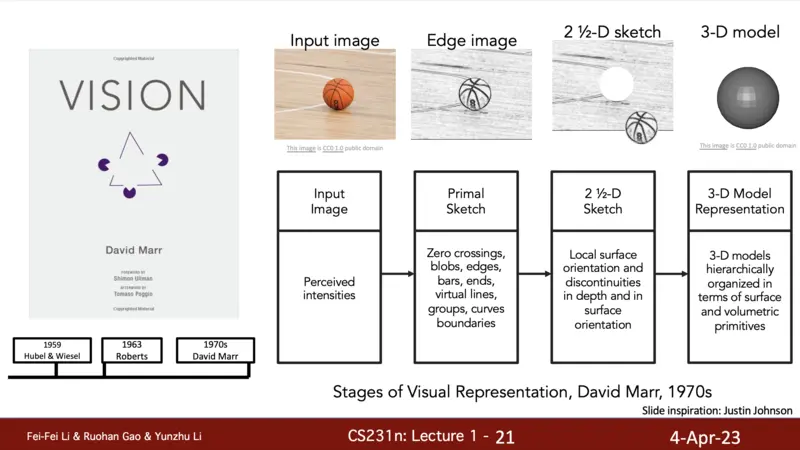 Copyrighted Material
VISION
David Marr
FOREWORD BY
Shimon Ullman
AFTERWORD BY
Tomaso Poggio
Copyrighted Material
1959
Hubel & Wiesel
1963
Roberts
1970s
David Marr
Input image
Edge image
2 ½-D sketch
3-D model
This image is CC0 1.0 public domain
This image is CC0 1.0 public domain
Input
Image
Perceived
intensities
Primal
Sketch
Zero crossings,
blobs, edges,
bars, ends,
virtual lines,
groups, curves
boundaries
2 ½-D
Sketch
Local surface
orientation and
discontinuities
in depth and in
surface
orientation
3-D Model
Representation
3-D models
hierarchically
organized in
terms of surface
and volumetric
primitives
Stages of Visual Representation, David Marr, 1970s
Slide inspiration: Justin Johnson
Fei-Fei Li & Ruohan Gao & Yunzhu Li
CS231n: Lecture 1 - 21
4-Apr-23